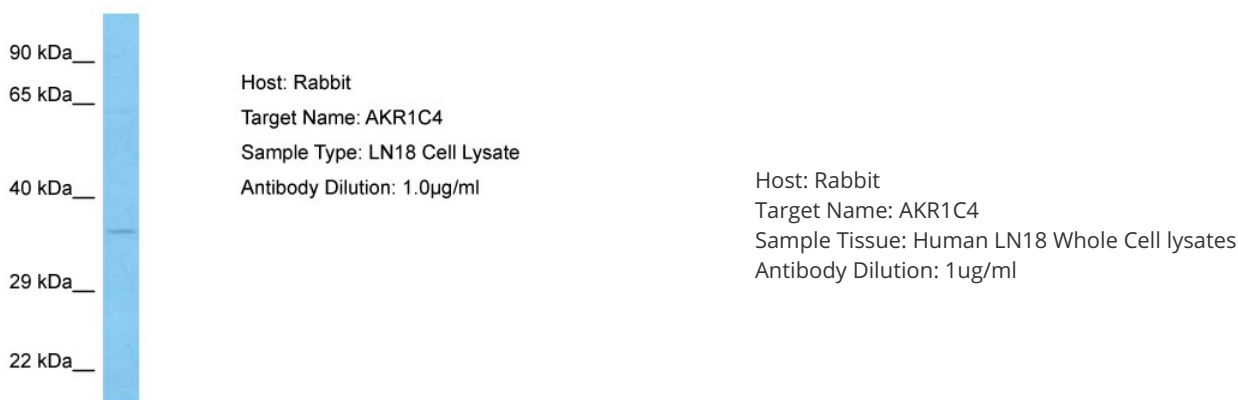 90 kDa__
65 kDa__
40 kDa__
29 kDa__
22 kDa__
Host: Rabbit
Target Name: AKR1C4
Sample Type: LN18 Cell Lysate
Antibody Dilution: 1.0µg/ml
Host: Rabbit
Target Name: AKR1C4
Sample Tissue: Human LN18 Whole Cell lysates
Antibody Dilution: 1ug/ml